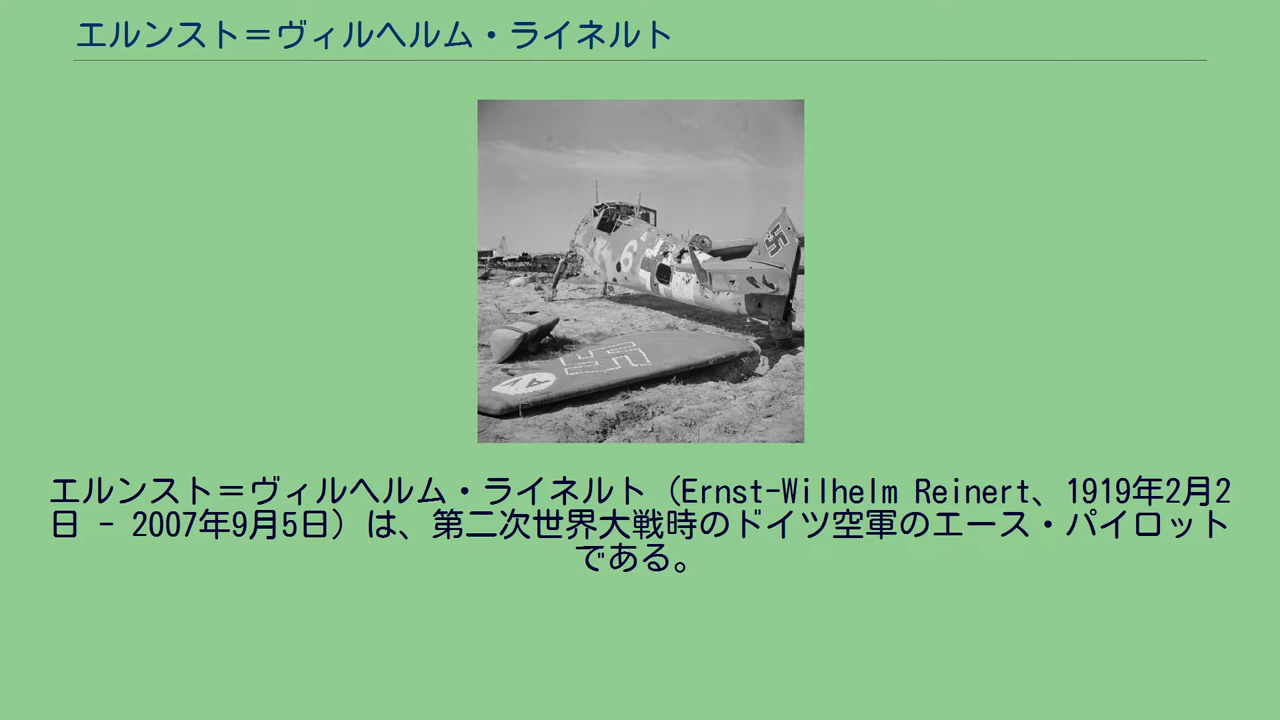 エルンスト＝ヴィルヘルム・ライネルト
6
エルンスト＝ヴィルヘルム・ライネルト（Ernst-Wilhelm Reinert、1919年2月2
日 - 2007年9月5日）は、第二次世界大戦時のドイツ空軍のエース・パイロット
である。